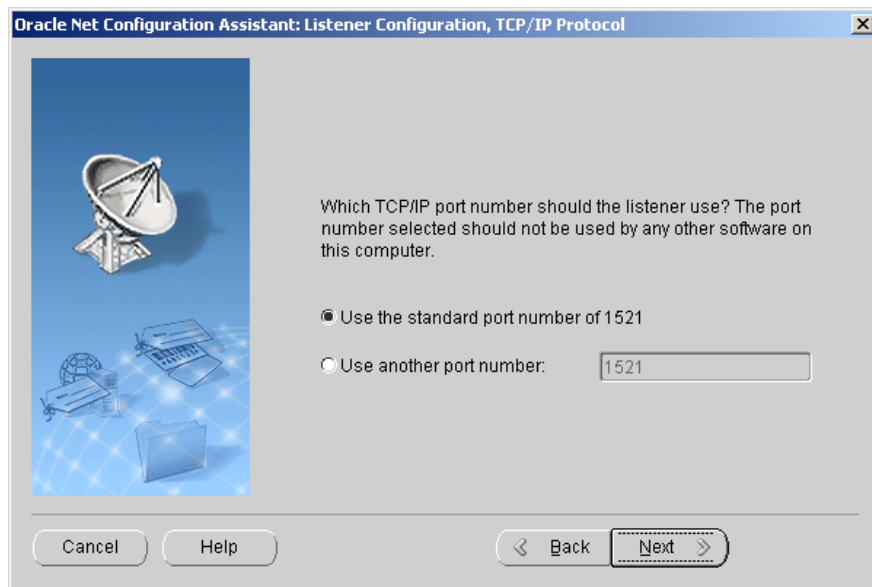 Oracle Net Configuration Assistant: Listener Configuration, TCP/IP Protocol
Which TCP/IP port number should the listener use? The port
number selected should not be used by any other software on
this computer.
Use the standard port number of 1521
Use another port number:
1521
Cancel
Help
Back
Next